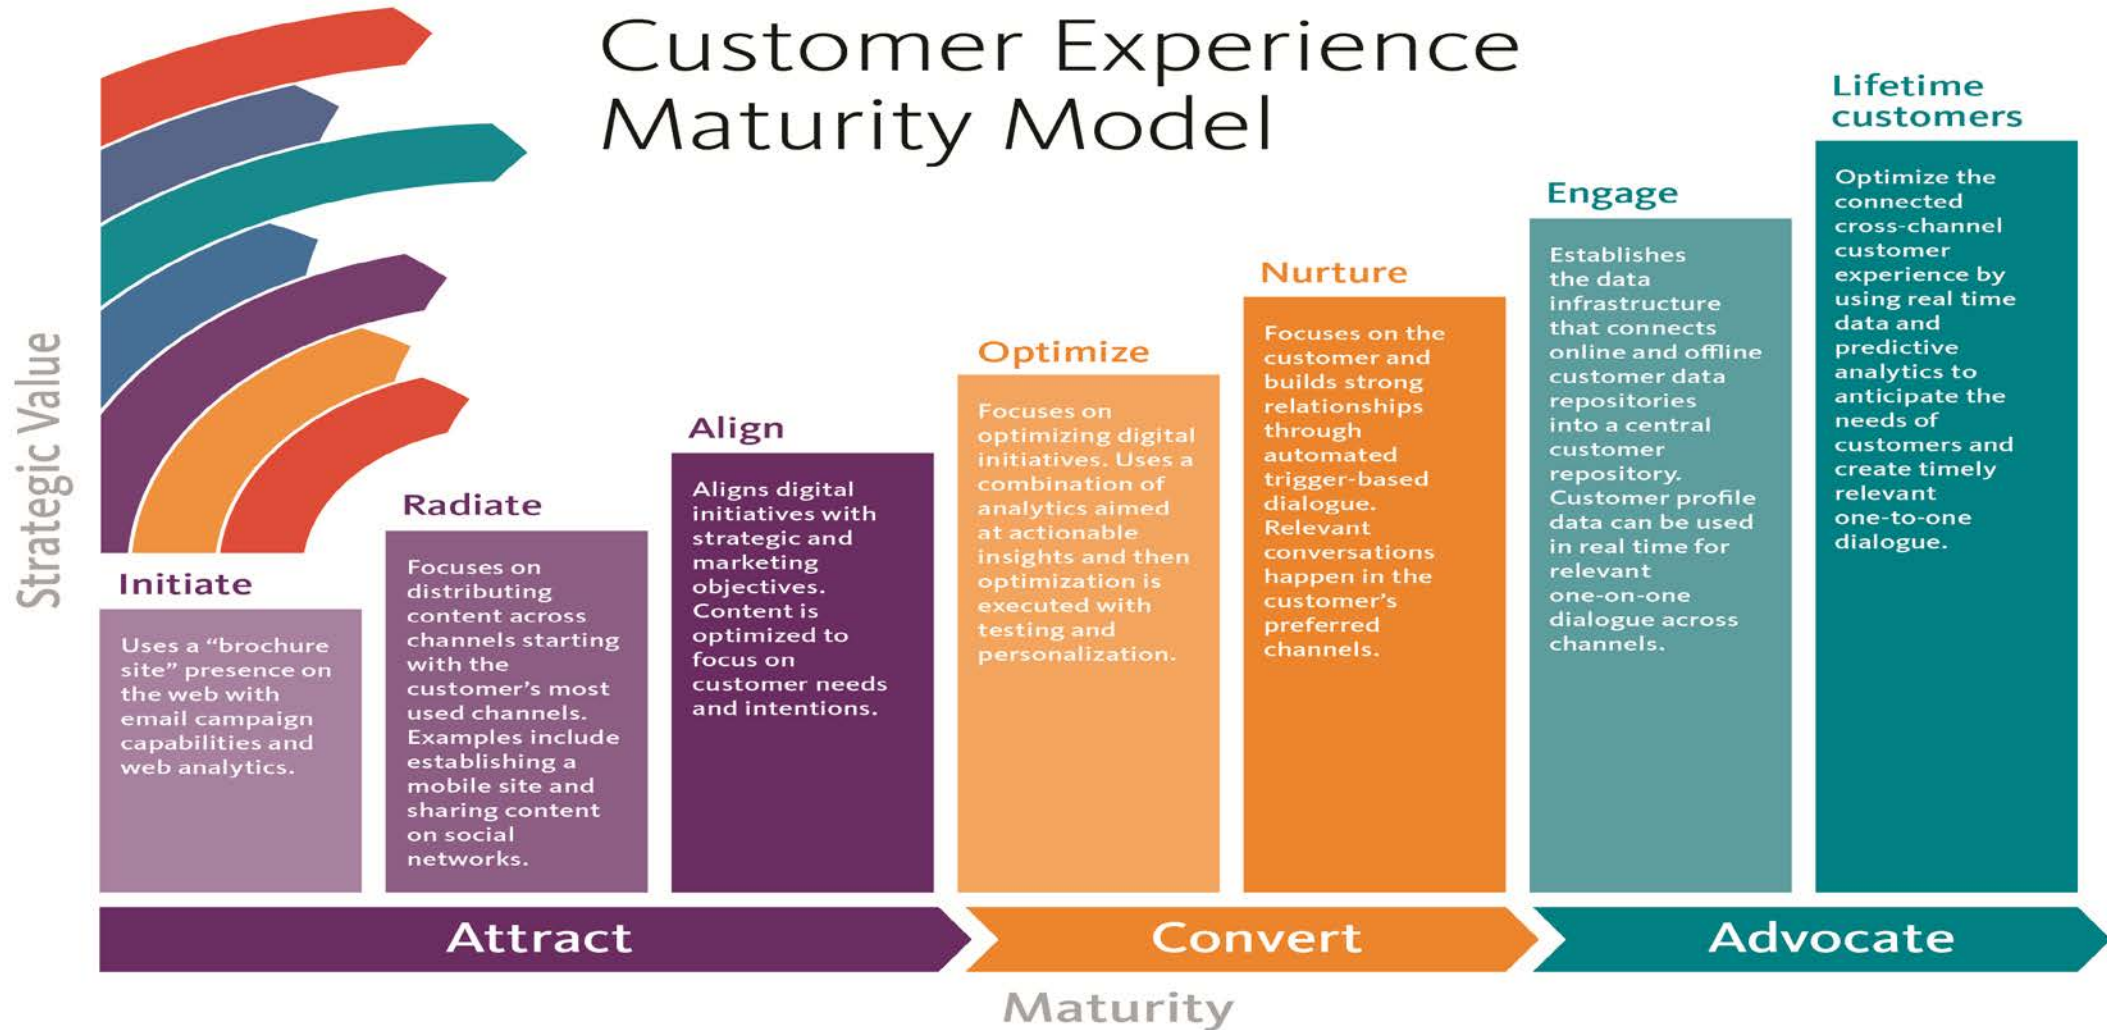 Customer Experience
Maturity Model
Strategic Value
Initiate
Uses a “brochure
site” presence on
the web with
email campaign
capabilities and
web analytics.
Radiate
Focuses on
distributing
content across
channels starting
with the
customer’s most
used channels.
Examples include
establishing a
mobile site and
sharing content
on social
networks.
Align
Aligns digital
initiatives with
strategic and
marketing
objectives.
Content is
optimized to
focus on
customer needs
and intentions.
Optimize
Focuses on
optimizing digital
initiatives. Uses a
combination of
analytics aimed
at actionable
insights and then
optimization is
executed with
testing and
personalization.
Nurture
Focuses on the
customer and
builds strong
relationships
through
automated
trigger-based
dialogue.
Relevant
conversations
happen in the
customer’s
preferred
channels.
Engage
Establishes
the data
infrastructure
that connects
online and offline
customer data
repositories
into a central
customer
repository.
Customer profile
data can be used
in real time for
relevant
one-on-one
dialogue across
channels.
Lifetime
customers
Optimize the
connected
cross-channel
customer
experience by
using real time
data and
predictive
analytics to
anticipate the
needs of
customers and
create timely
relevant
one-to-one
dialogue.
Attract
Convert
Advocate
Maturity